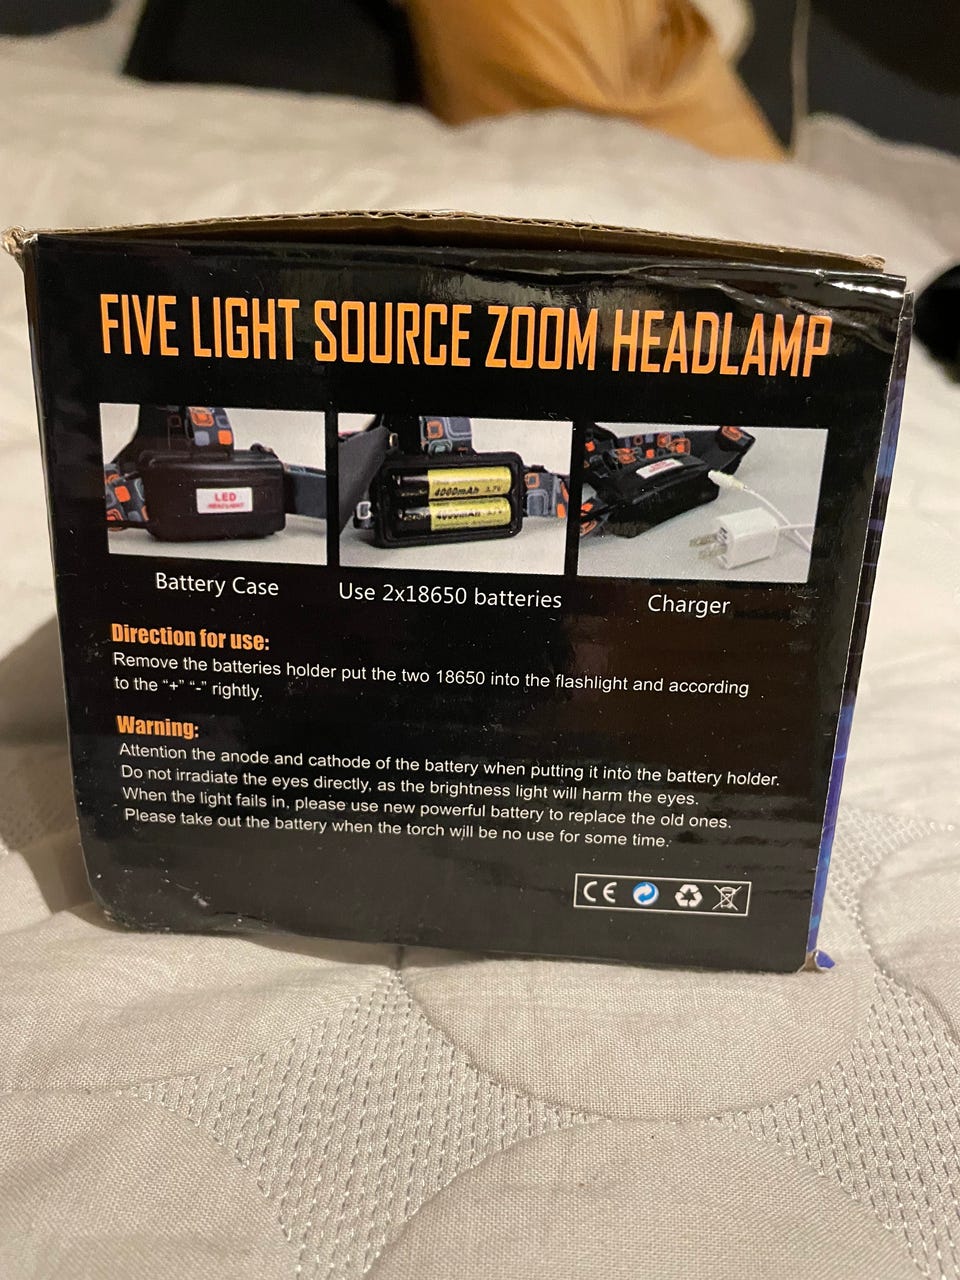 FIVE LIGHT SOURCE ZOOM HEADLAMP
LED
HEADLIGHT
4000mAh 3.7V
4000mAh 3.7V
Battery Case
Use 2x18650 batteries
Charger
Direction for use:
Remove the batteries holder put the two 18650 into the flashlight and according
to the “+” “-” rightly.
Warning:
Attention the anode and cathode of the battery when putting it into the battery holder.
Do not irradiate the eyes directly, as the brightness light will harm the eyes.
When the light fails in, please use new powerful battery to replace the old ones.
Please take out the battery when the torch will be no use for some time.
CE